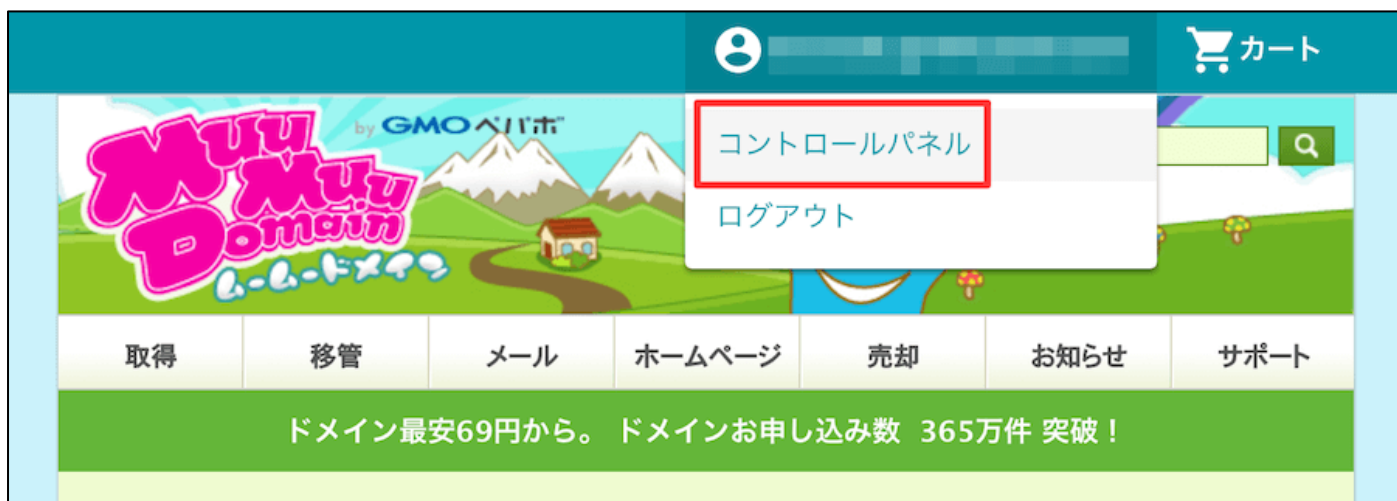 カート
コントロールパネル
ログアウト
Muu Muu Domain
by GMOペパボ
ムームードメイン
取得
移管
メール
ホームページ
売却
お知らせ
サポート
ドメイン最安69円から。 ドメインお申し込み数 365万件 突破！